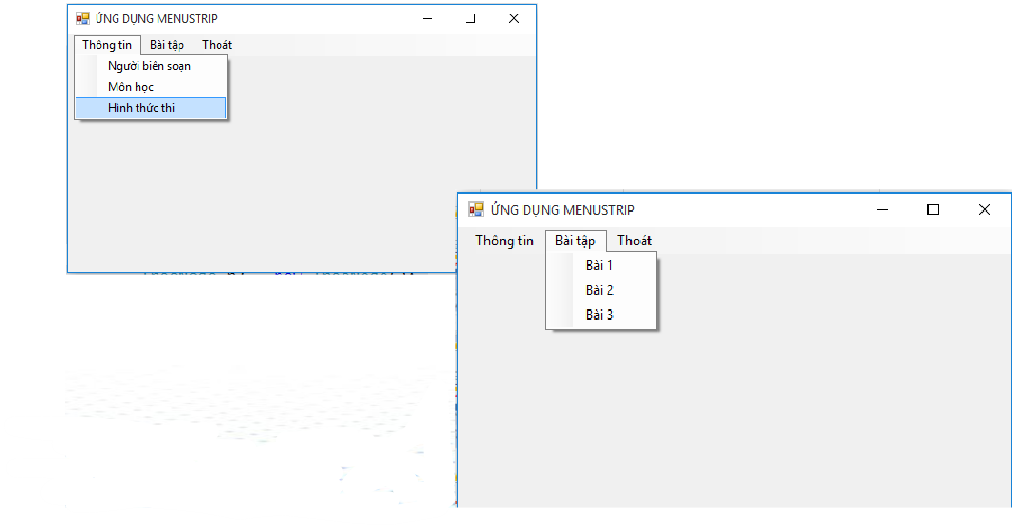 ỨNG DỤNG MENUSTRIP
Thông tin Bài tập Thoát
Người biên soạn
Môn học
Hình thức thi
ỨNG DỤNG MENUSTRIP
Thông tin Bài tập Thoát
Bài 1
Bài 2
Bài 3